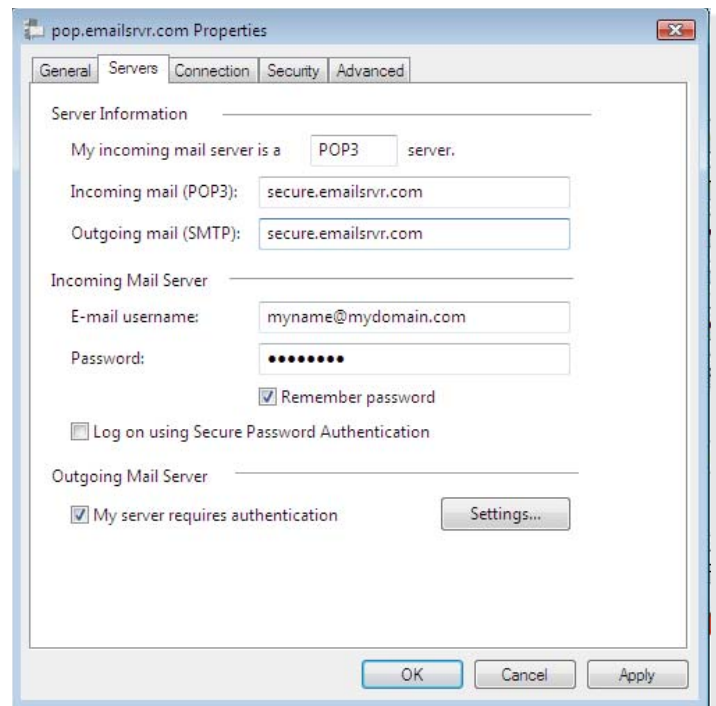 pop.emailsrvr.com Properties
General Servers Connection Security Advanced
Server Information
My incoming mail server is a POP3 server.
Incoming mail (POP3): secure.emailsrvr.com
Outgoing mail (SMTP): secure.emailsrvr.com
Incoming Mail Server
E-mail username: myname@mydomain.com
Password: ●●●●●●●●
Remember password
Log on using Secure Password Authentication
Outgoing Mail Server
My server requires authentication Settings...
OK Cancel Apply